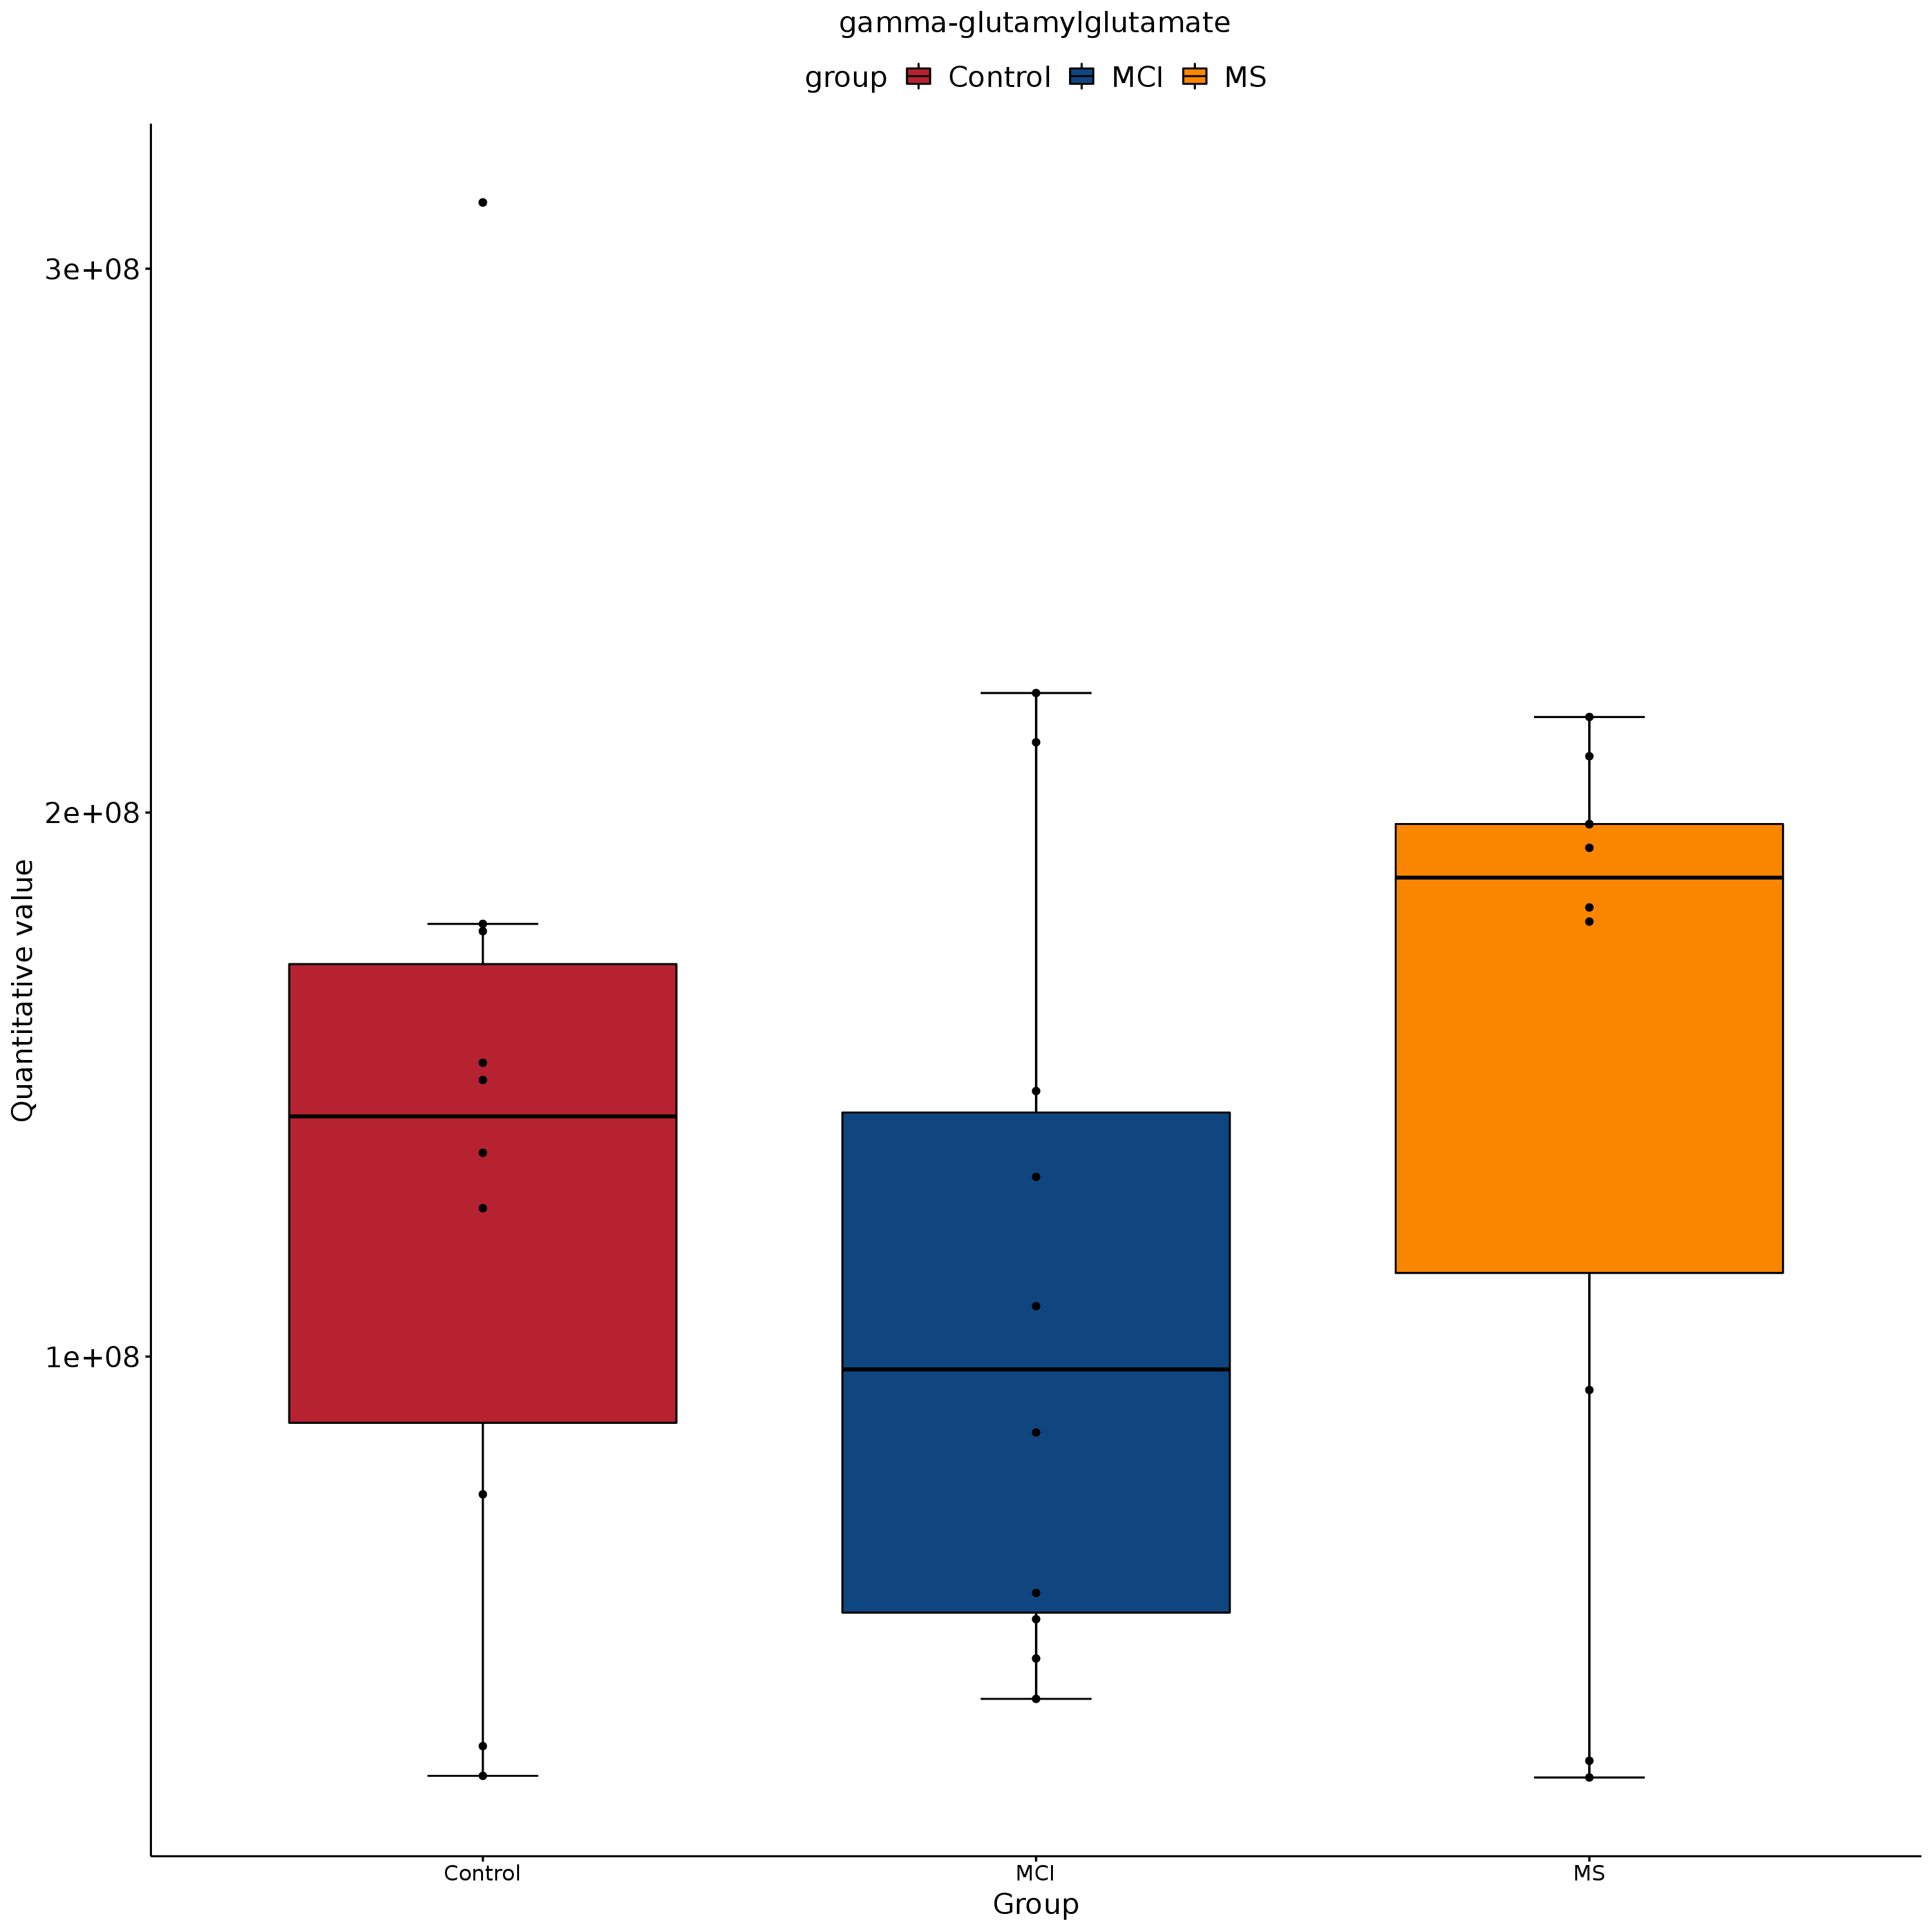 gamma-glutamylglutamate
group Control MCI MS
3e+08
2e+08
1e+08
Quantitative value
Control MCI MS
Group